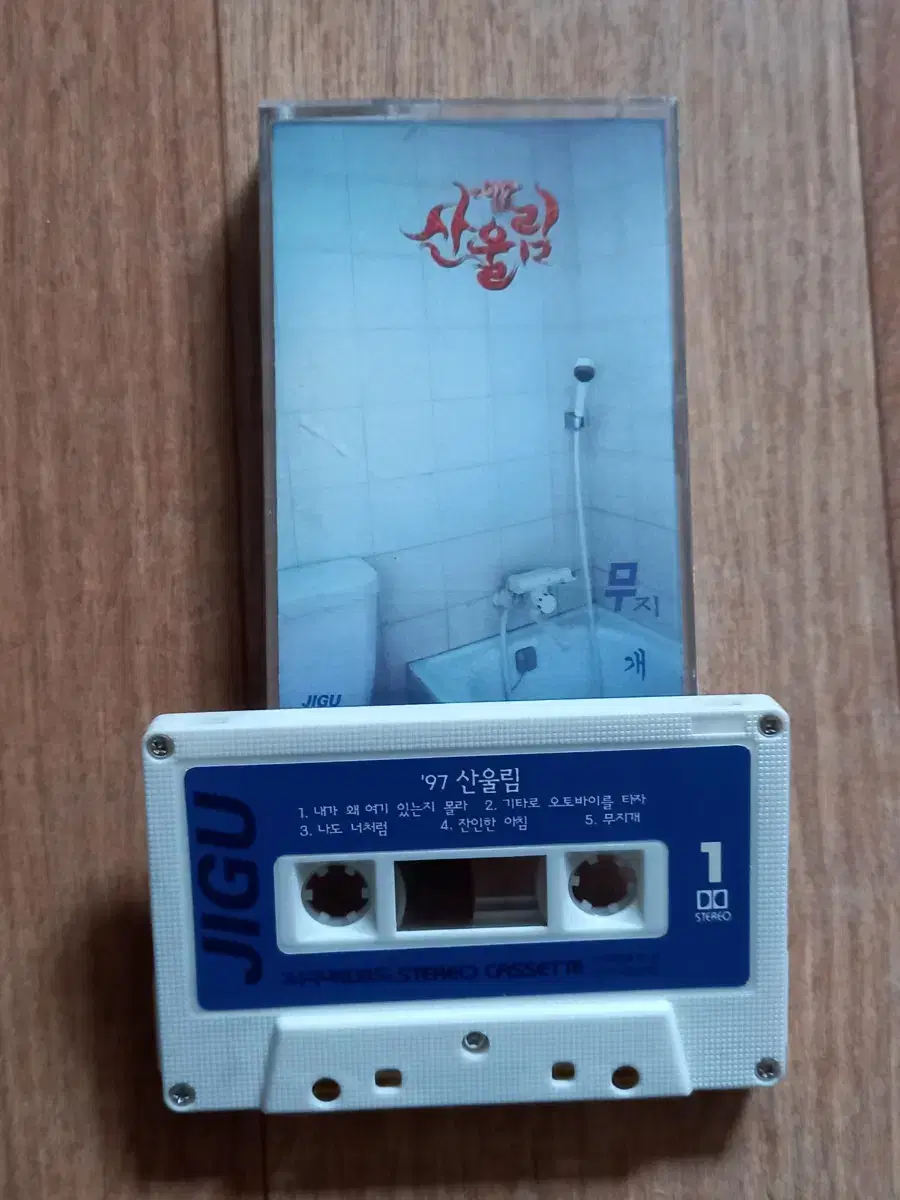 '97
산울림
무지
개
JIGU
'97 산울림
1. 내가 왜 여기 있는지 몰라 2. 기타로 오토바이를 타자
3. 나도 너처럼 4. 잔인한 아침 5. 무지개
JIGU
1
STEREO
STEREO CASSETTE